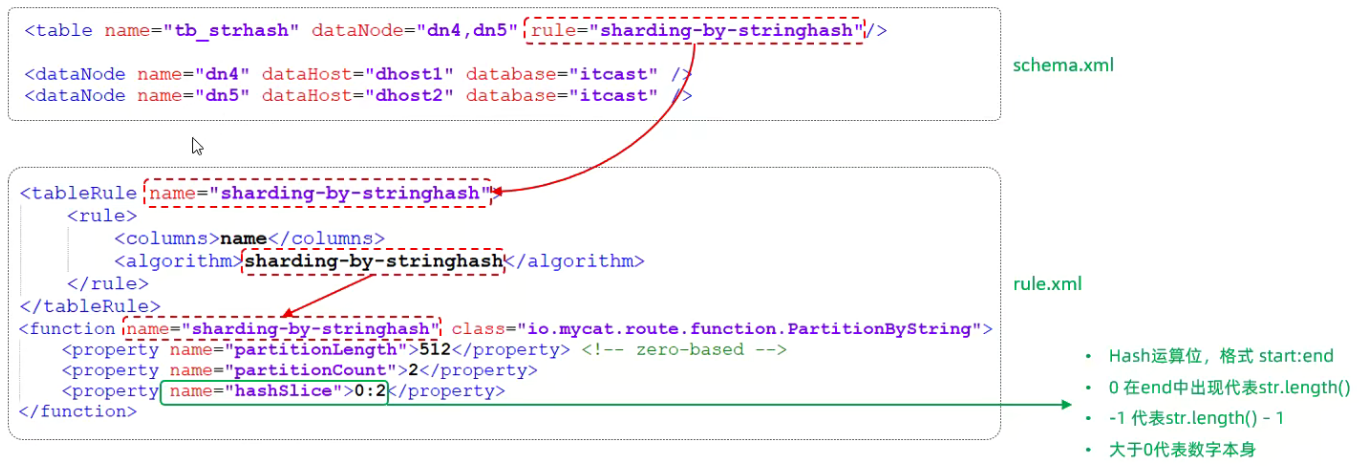 <table name="tb_strhash" dataNode="dn4,dn5" rule="sharding-by-stringhash"/>
<dataNode name="dn4" dataHost="dhost1" database="itcast" />
<dataNode name="dn5" dataHost="dhost2" database="itcast" />
schema.xml
<tableRule name="sharding-by-stringhash">
<rule>
<columns>name</columns>
<algorithm>sharding-by-stringhash</algorithm>
</rule>
</tableRule>
<function name="sharding-by-stringhash" class="io.mycat.route.function.PartitionByString">
<property name="partitionLength">512</property> <!-- zero-based -->
<property name="partitionCount">2</property>
<property name="hashSlice">0:2</property>
</function>
rule.xml
• Hash运算位，格式 start:end
• 0 在end中出现代表str.length()
• -1 代表str.length() - 1
• 大于0代表数字本身